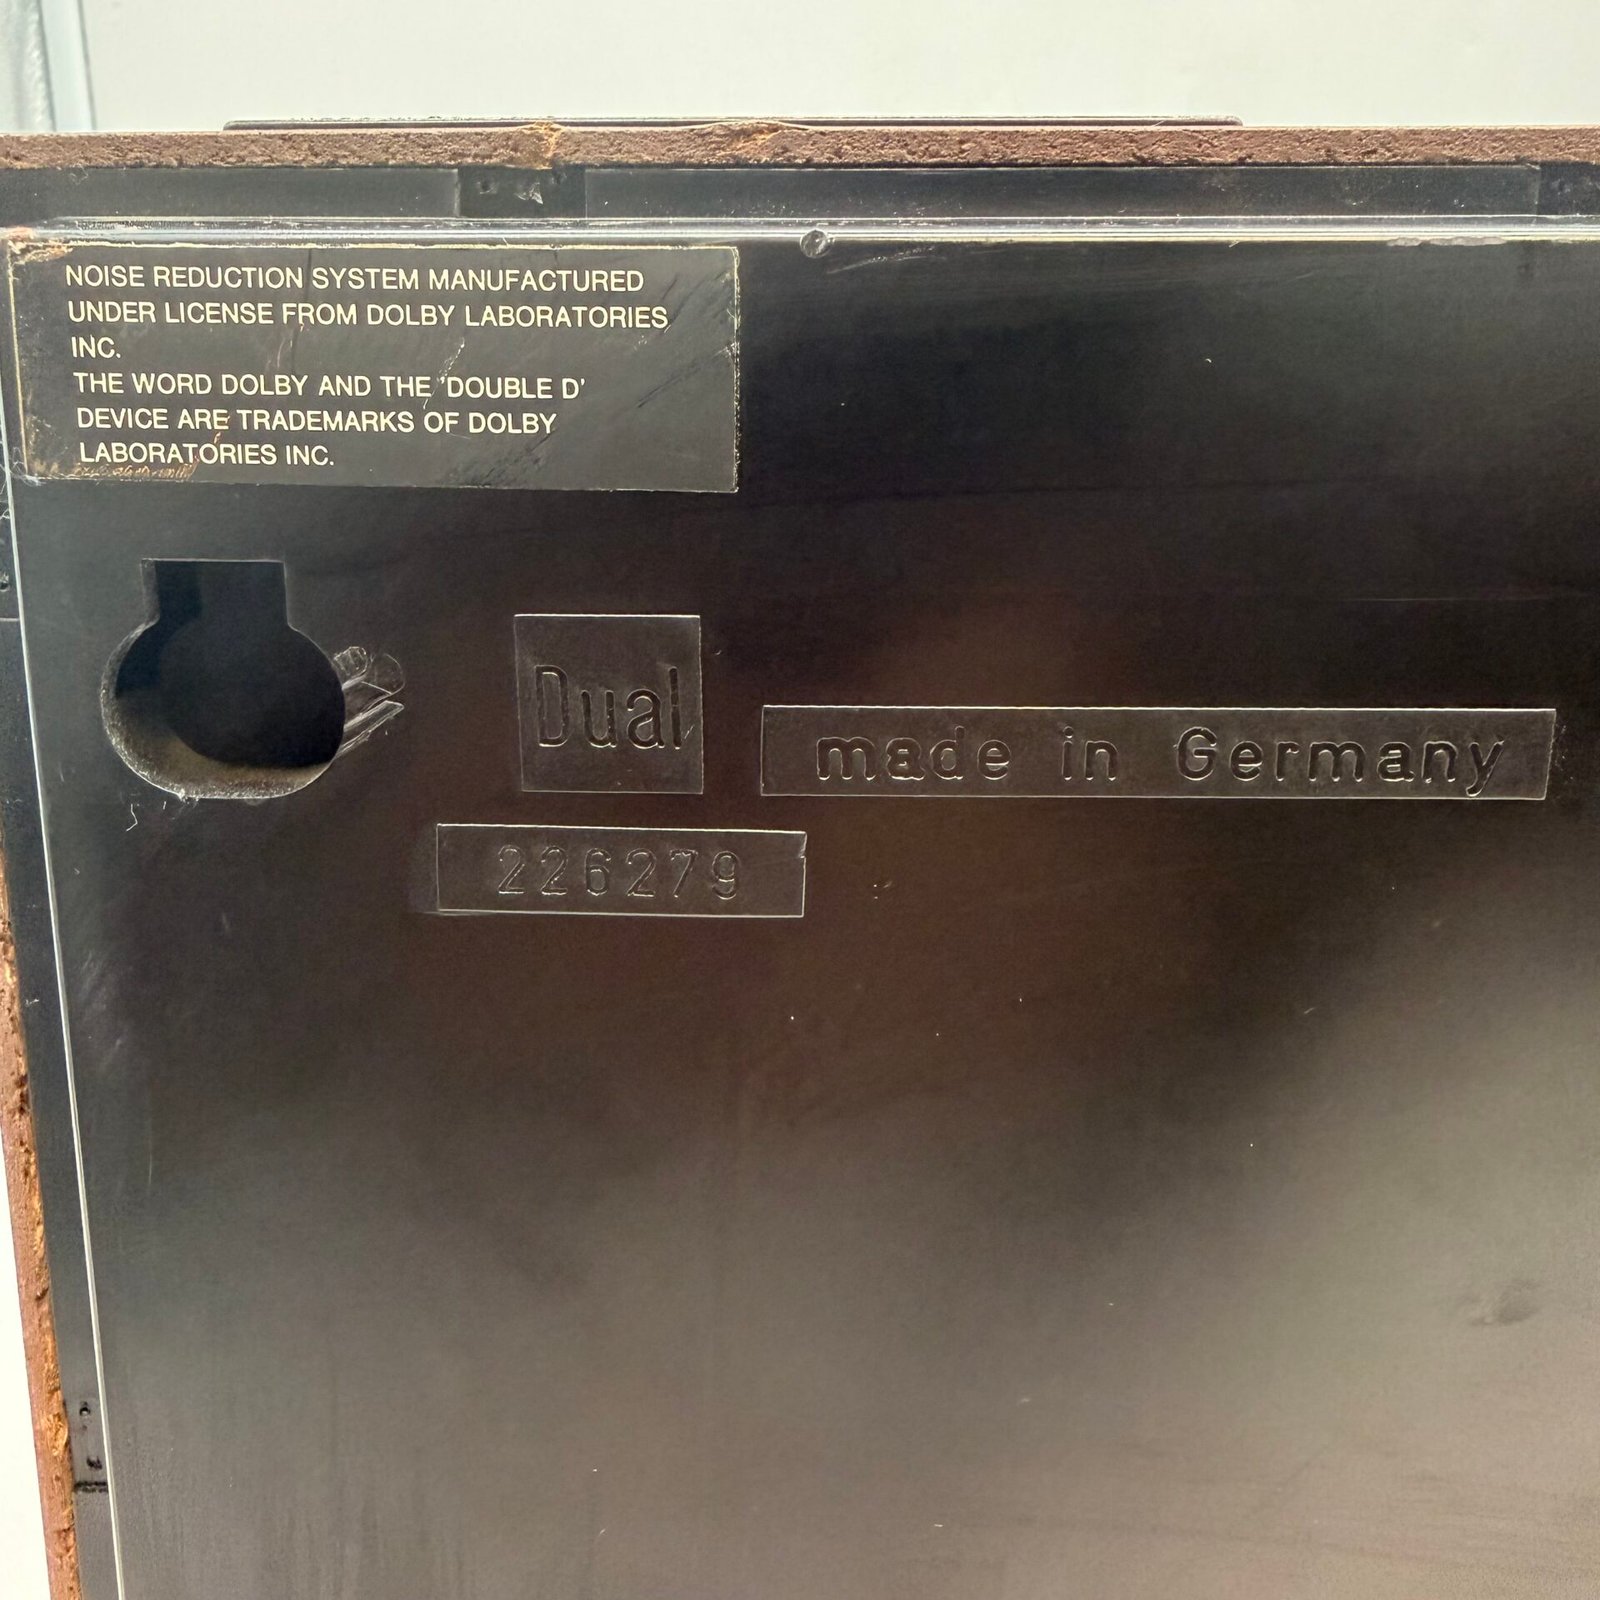 NOISE REDUCTION SYSTEM MANUFACTURED
UNDER LICENSE FROM DOLBY LABORATORIES
INC.
THE WORD DOLBY AND THE 'DOUBLE D'
DEVICE ARE TRADEMARKS OF DOLBY
LABORATORIES INC.
Dual
made in Germany
226279